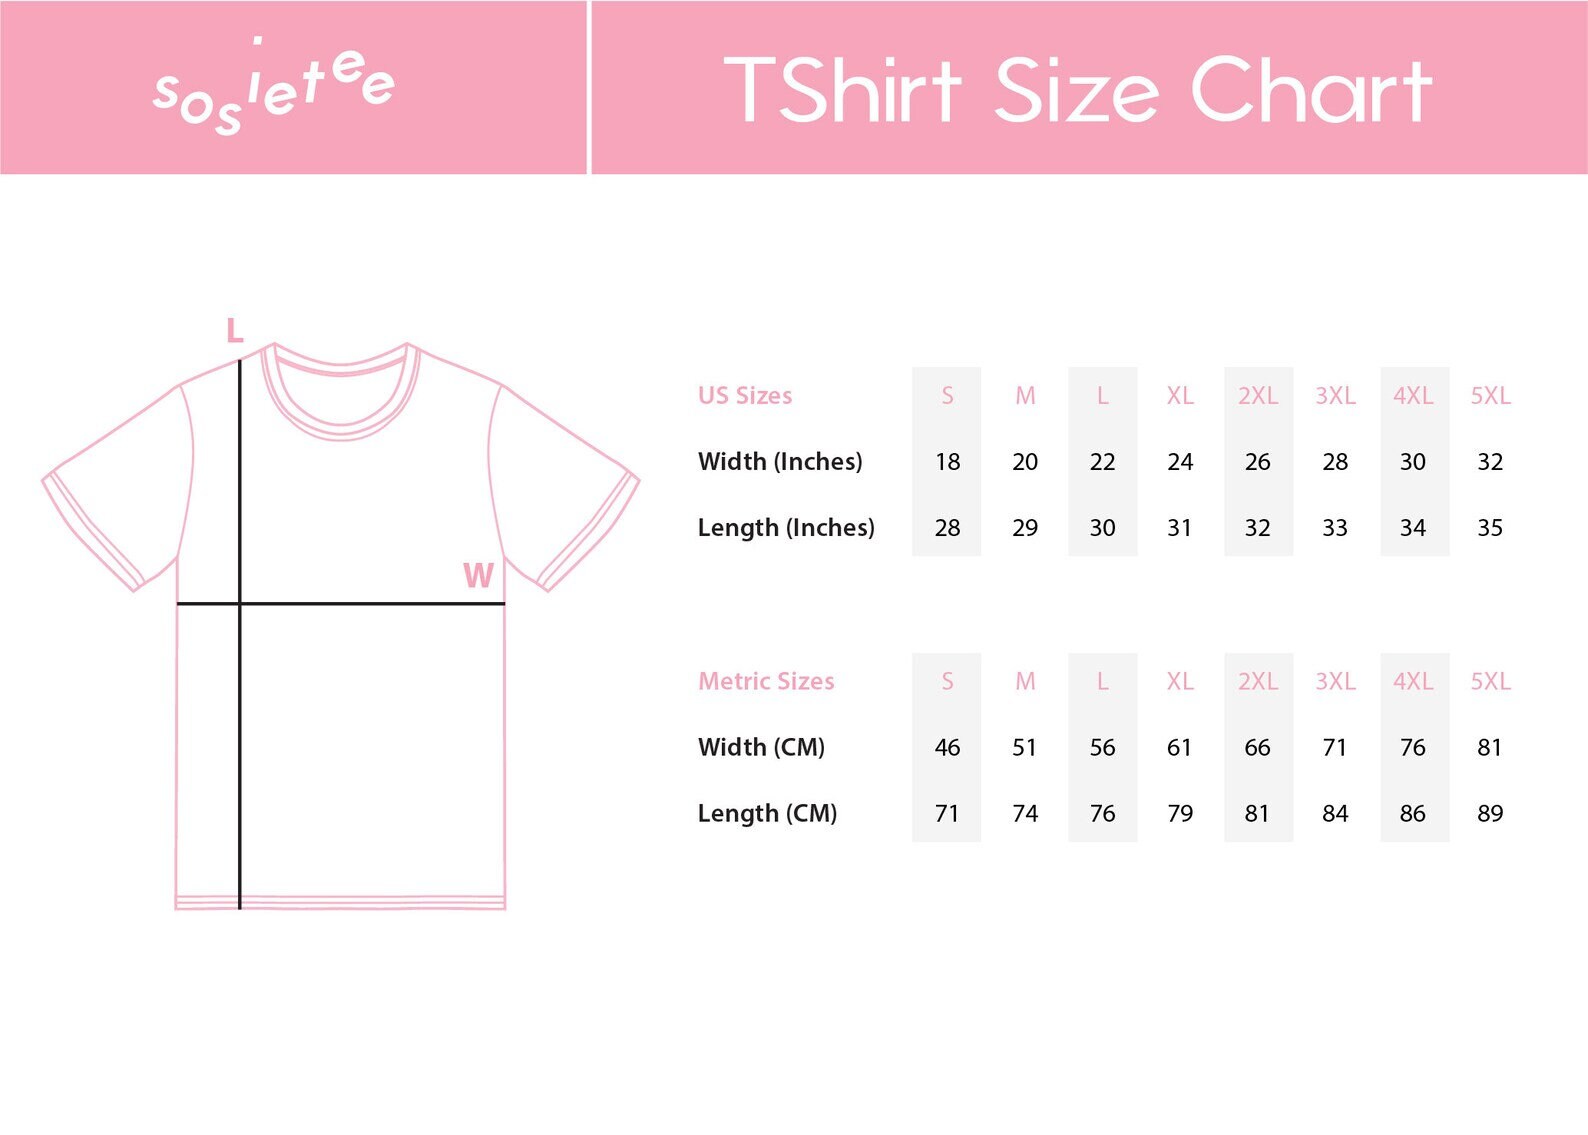 sosietee
TShirt Size Chart
L
W
US Sizes S M L XL 2XL 3XL 4XL 5XL
Width (Inches) 18 20 22 24 26 28 30 32
Length (Inches) 28 29 30 31 32 33 34 35
Metric Sizes S M L XL 2XL 3XL 4XL 5XL
Width (CM) 46 51 56 61 66 71 76 81
Length (CM) 71 74 76 79 81 84 86 89